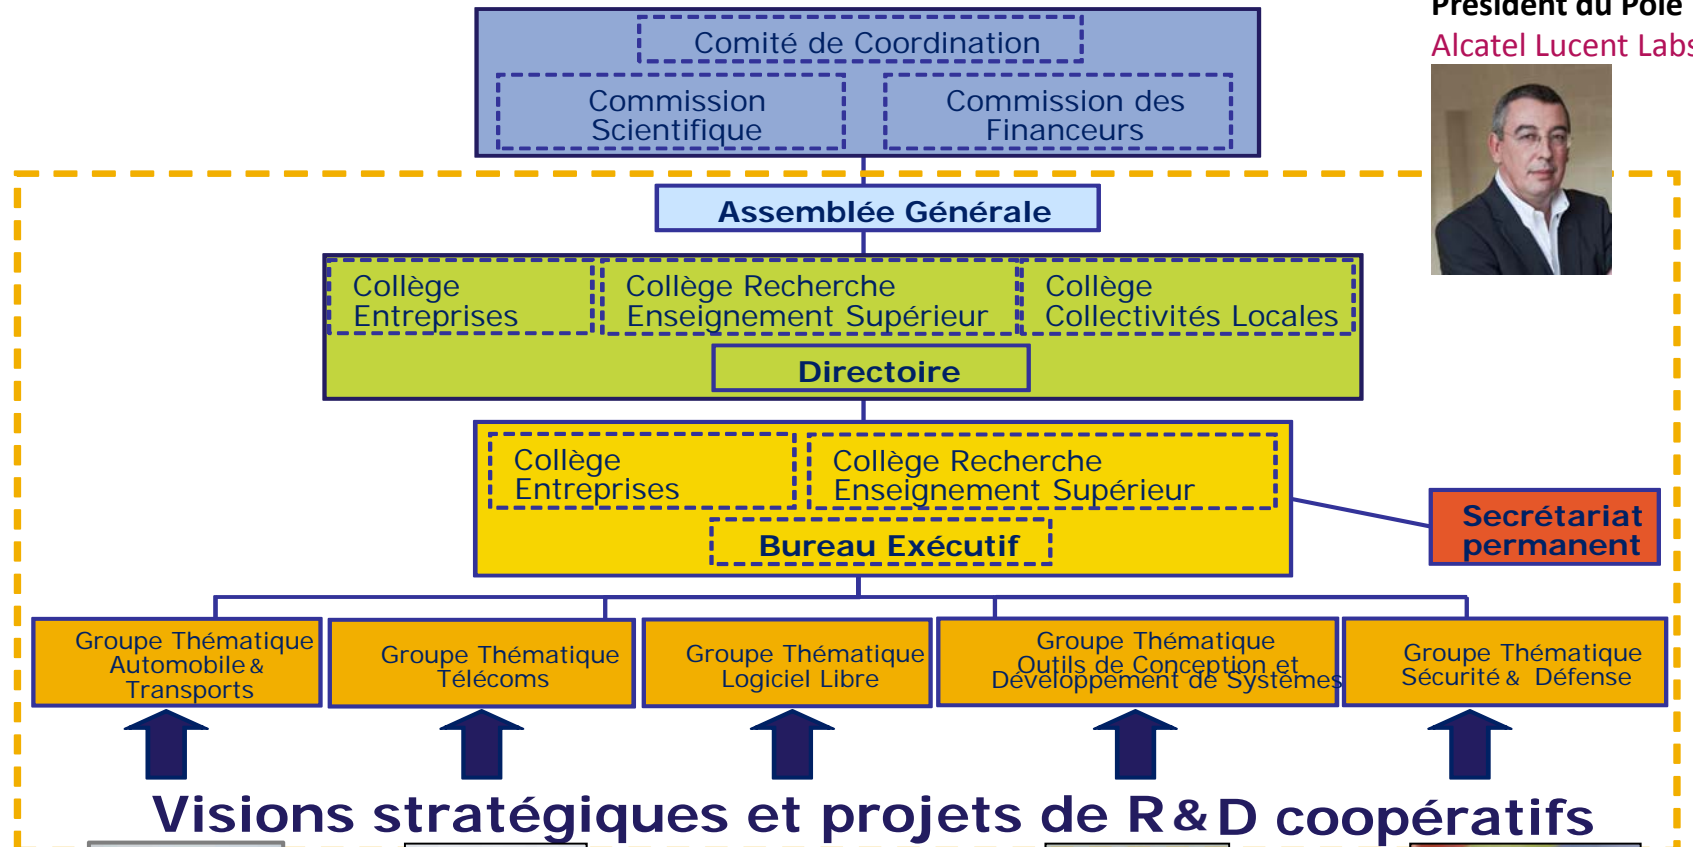 Président du Pôle
Alcatel Lucent Labs
Comité de Coordination
Commission
Scientifique
Commission des
Financeurs
Assemblée Générale
Collège
Entreprises
Collège Recherche
Enseignement Supérieur
Collège
Collectivités Locales
Directoire
Collège
Entreprises
Collège Recherche
Enseignement Supérieur
Bureau Exécutif
Secrétariat
permanent
Groupe Thématique
Automobile &
Transports
Groupe Thématique
Télécoms
Groupe Thématique
Logiciel Libre
Groupe Thématique
Outils de Conception et
Développement de Systèmes
Groupe Thématique
Sécurité & Défense
Visions stratégiques et projets de R&D coopératifs